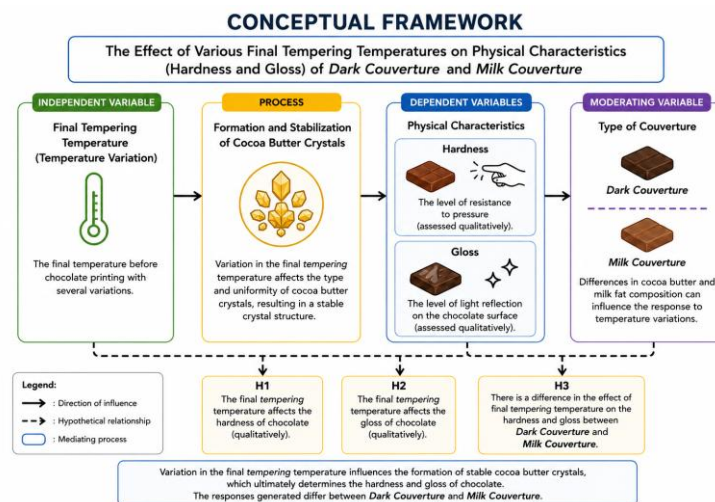 CONCEPTUAL FRAMEWORK
The Effect of Various Final Tempering Temperatures on Physical Characteristics
(Hardness and Gloss) of Dark Couverture and Milk Couverture
INDEPENDENT VARIABLE
Final Tempering
Temperature
(Temperature Variation)
The final temperature before
chocolate printing with
several variations.
PROCESS
Formation and Stabilization
of Cocoa Butter Crystals
Variation in the final tempering
temperature affects the type
and uniformity of cocoa butter
crystals, resulting in a stable
crystal structure.
DEPENDENT VARIABLES
Physical Characteristics
Hardness
The level of resistance
to pressure
(assessed qualitatively).
Gloss
The level of light reflection
on the chocolate surface
(assessed qualitatively).
MODERATING VARIABLE
Type of Couverture
Dark Couverture
Milk Couverture
Differences in cocoa butter and
milk fat composition can
influence the response to
temperature variations.
Legend:
: Direction of influence
: Hypothetical relationship
: Mediating process
H1
The final tempering
temperature affects the
hardness of chocolate
(qualitatively).
H2
The final tempering
temperature affects the
gloss of chocolate
(qualitatively).
H3
There is a difference in the effect of
final tempering temperature on the
hardness and gloss between
Dark Couverture and
Milk Couverture.
Variation in the final tempering temperature influences the formation of stable cocoa butter crystals,
which ultimately determines the hardness and gloss of chocolate.
The responses generated differ between Dark Couverture and Milk Couverture.